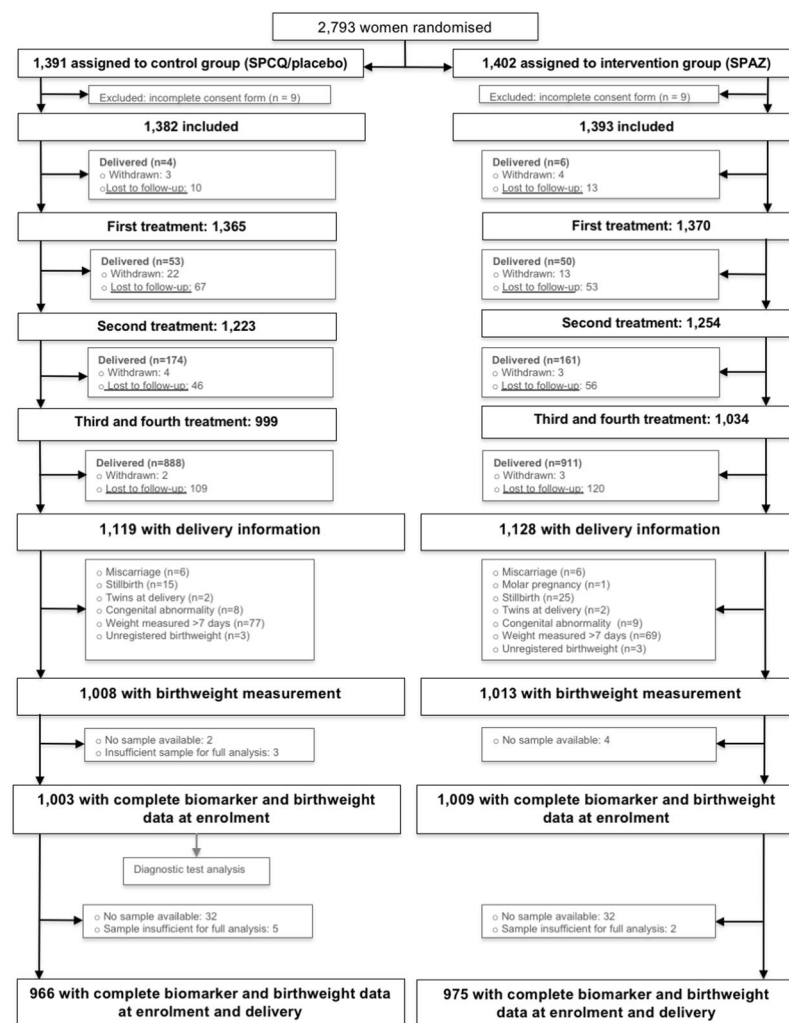 2,793 women randomised
1,391 assigned to control group (SPCQ/placebo)
1,402 assigned to intervention group (SPAZ)
Excluded: incomplete consent form (n = 9)
Excluded: incomplete consent form (n = 9)
1,382 included
1,393 included
Delivered (n=4)
○ Withdrawn: 3
○Lost to follow-up: 10
Delivered (n=6)
○ Withdrawn: 4
○ Lost to follow-up: 13
First treatment: 1,365
First treatment: 1,370
Delivered (n=53)
○ Withdrawn: 22
○ Lost to follow-up: 67
Delivered (n=50)
○ Withdrawn: 13
○ Lost to follow-up: 53
Second treatment: 1,223
Second treatment: 1,254
Delivered (n=174)
○ Withdrawn: 4
○ Lost to follow-up: 46
Delivered (n=161)
○ Withdrawn: 3
○ Lost to follow-up: 56
Third and fourth treatment: 999
Third and fourth treatment: 1,034
Delivered (n=888)
○ Withdrawn: 2
○ Lost to follow-up: 109
Delivered (n=911)
○ Withdrawn: 3
○ Lost to follow-up: 120
1,119 with delivery information
1,128 with delivery information
○ Miscarriage (n=6)
○ Stillbirth (n=15)
○ Twins at delivery (n=2)
○ Congenital abnormality (n=8)
○ Weight measured >7 days (n=77)
○ Unregistered birthweight (n=3)
○ Miscarriage (n=6)
○ Molar pregnancy (n=1)
○ Stillbirth (n=25)
○ Twins at delivery (n=2)
○ Congenital abnormality (n=9)
○ Weight measured >7 days (n=69)
○ Unregistered birthweight (n=3)
1,008 with birthweight measurement
1,013 with birthweight measurement
○ No sample available: 2
○ Insufficient sample for full analysis: 3
○ No sample available: 4
1,003 with complete biomarker and birthweight
data at enrolment
1,009 with complete biomarker and birthweight
data at enrolment
Diagnostic test analysis
○ No sample available: 32
○ Sample insufficient for full analysis: 5
○ No sample available: 32
○ Sample insufficient for full analysis: 2
966 with complete biomarker and birthweight data
at enrolment and delivery
975 with complete biomarker and birthweight data
at enrolment and delivery